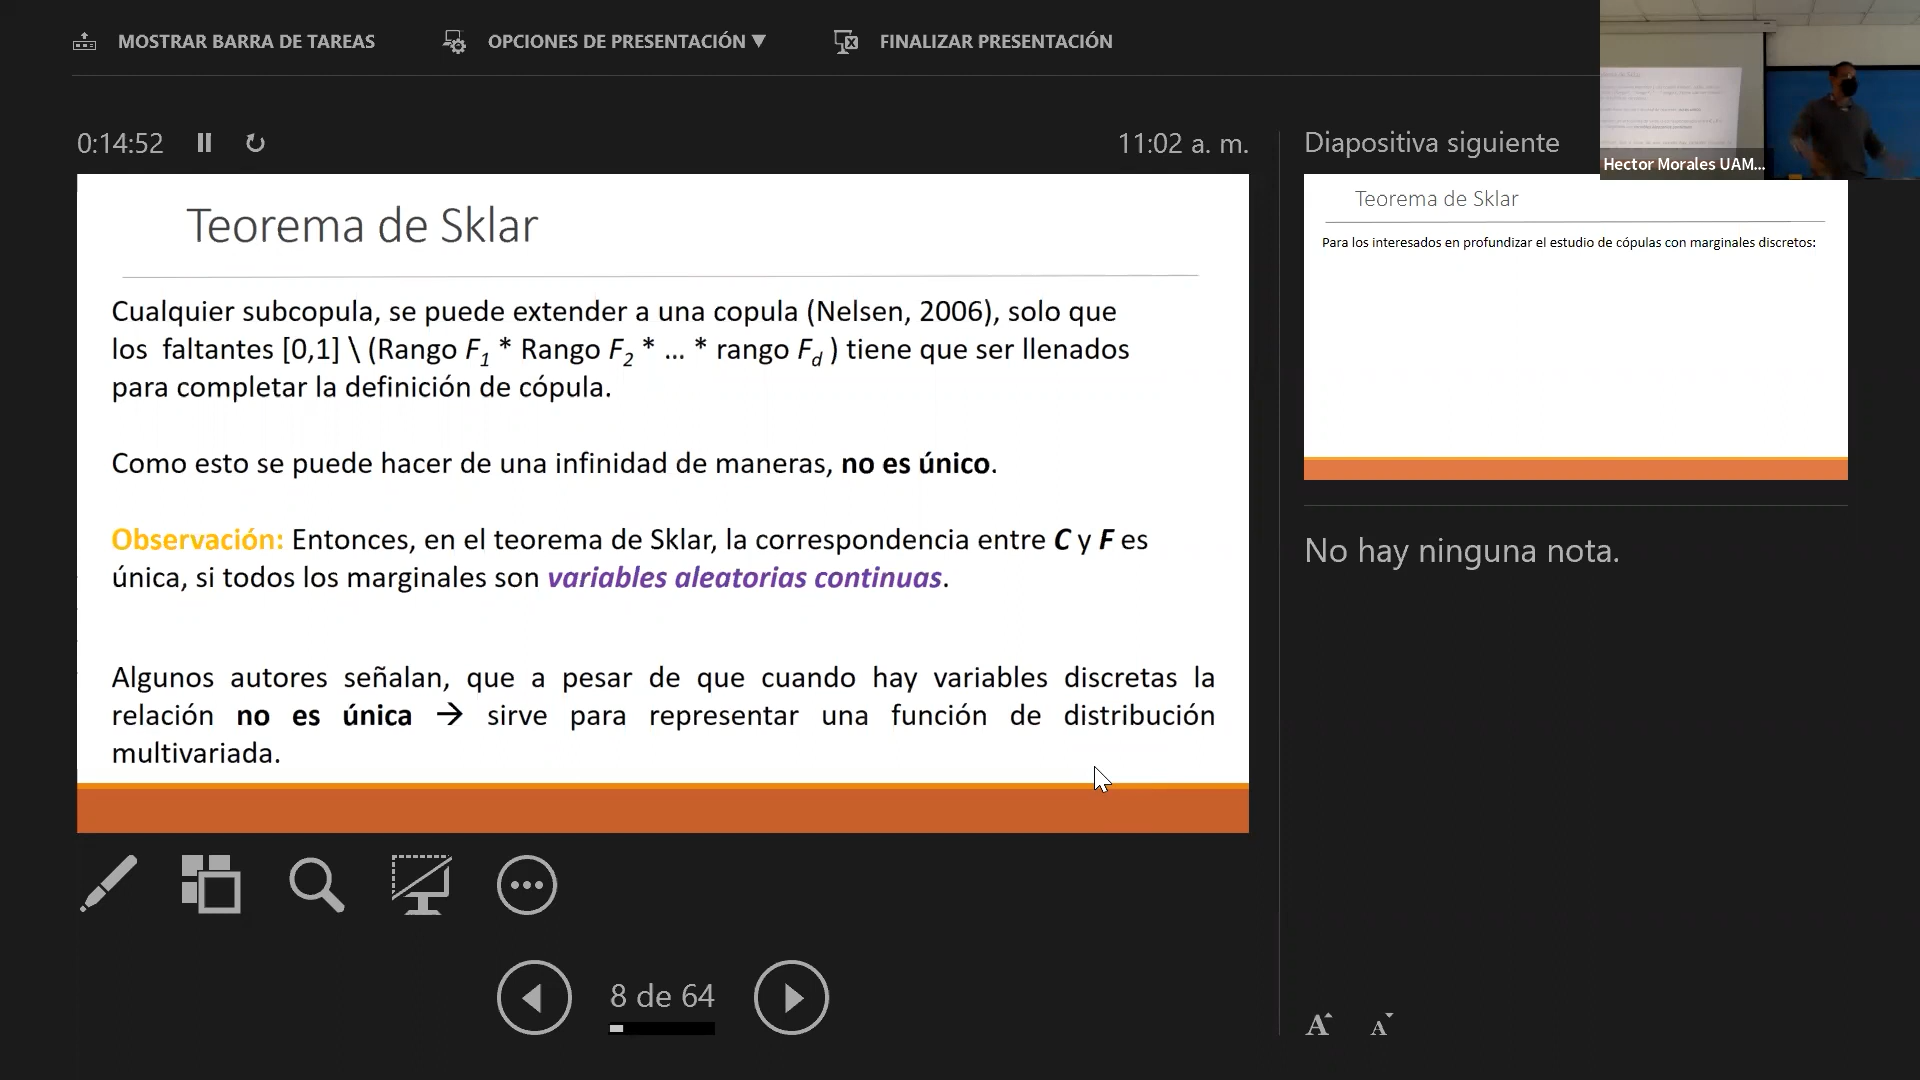 MOSTRAR BARRA DE TAREAS
OPCIONES DE PRESENTACIÓN ▼
FINALIZAR PRESENTACIÓN
0:14:52
11:02 a. m.
Teorema de Sklar
Cualquier subcopula, se puede extender a una copula (Nelsen, 2006), solo que
los faltantes [0,1] \ (Rango F1 * Rango F2 * ... * rango Fd ) tiene que ser llenados
para completar la definición de cópula.
Como esto se puede hacer de una infinidad de maneras, no es único.
Observación: Entonces, en el teorema de Sklar, la correspondencia entre C y F es
única, si todos los marginales son variables aleatorias continuas.
Algunos autores señalan, que a pesar de que cuando hay variables discretas la
relación no es única → sirve para representar una función de distribución
multivariada.
8 de 64
Diapositiva siguiente
Hector Morales UAM...
Teorema de Sklar
Para los interesados en profundizar el estudio de cópulas con marginales discretos:
No hay ninguna nota.
A A